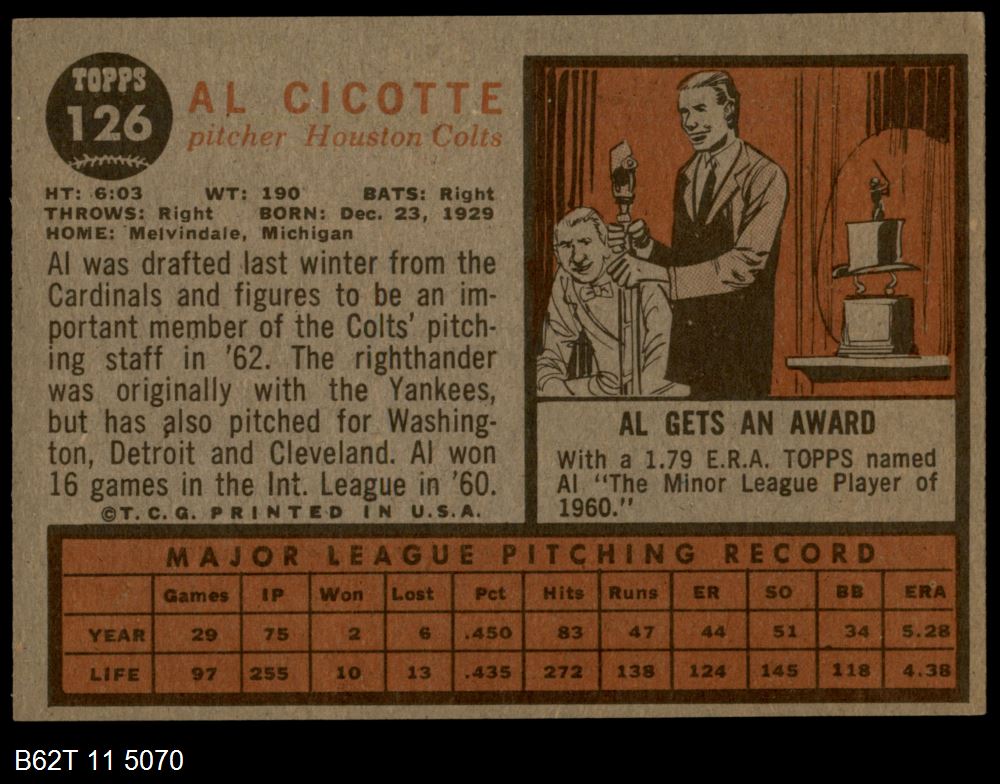 TOPPS
126
AL CICOTTE
pitcher Houston Colts
HT: 6:03 WT: 190 BATS: Right
THROWS: Right BORN: Dec. 23, 1929
HOME: Melvindale, Michigan
Al was drafted last winter from the
Cardinals and figures to be an im-
portant member of the Colts' pitch-
ing staff in '62. The righthander
was originally with the Yankees,
but has also pitched for Washing-
ton, Detroit and Cleveland. Al won
16 games in the Int. League in '60.
©T.C.G. PRINTED IN U.S.A.
AL GETS AN AWARD
With a 1.79 E.R.A. TOPPS named
Al "The Minor League Player of
1960."
MAJOR LEAGUE PITCHING RECORD
Games IP Won Lost Pct Hits Runs ER SO BB ERA
YEAR 29 75 2 6 .450 83 47 44 51 34 5.28
LIFE 97 255 10 13 .435 272 138 124 145 118 4.38
B62T 11 5070